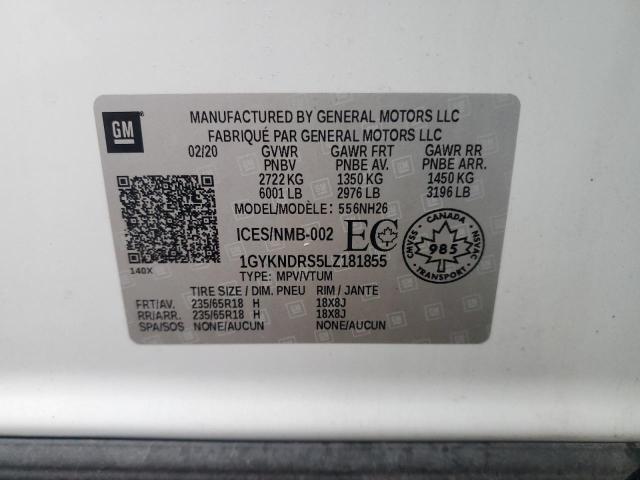 GM
MANUFACTURED BY GENERAL MOTORS LLC
FABRIQUÉ PAR GENERAL MOTORS LLC
02/20 GVWR GAWR FRT GAWR RR
PNBV PNBE AV. PNBE ARR.
2722 KG 1350 KG 1450 KG
6001 LB 2976 LB 3196 LB
MODEL/MODÈLE: 556NH26
ICES/NMB-002 EC
CANADA
CMVSS 985 NSVAC
TRANSPORT
1GYKNDRS5LZ181855
140X
TYPE: MPV/VTUM
TIRE SIZE / DIM. PNEU RIM / JANTE
FRT/AV. 235/65R18 H 18X8J
RR/ARR. 235/65R18 H 18X8J
SPA/SOS NONE/AUCUN NONE/AUCUN